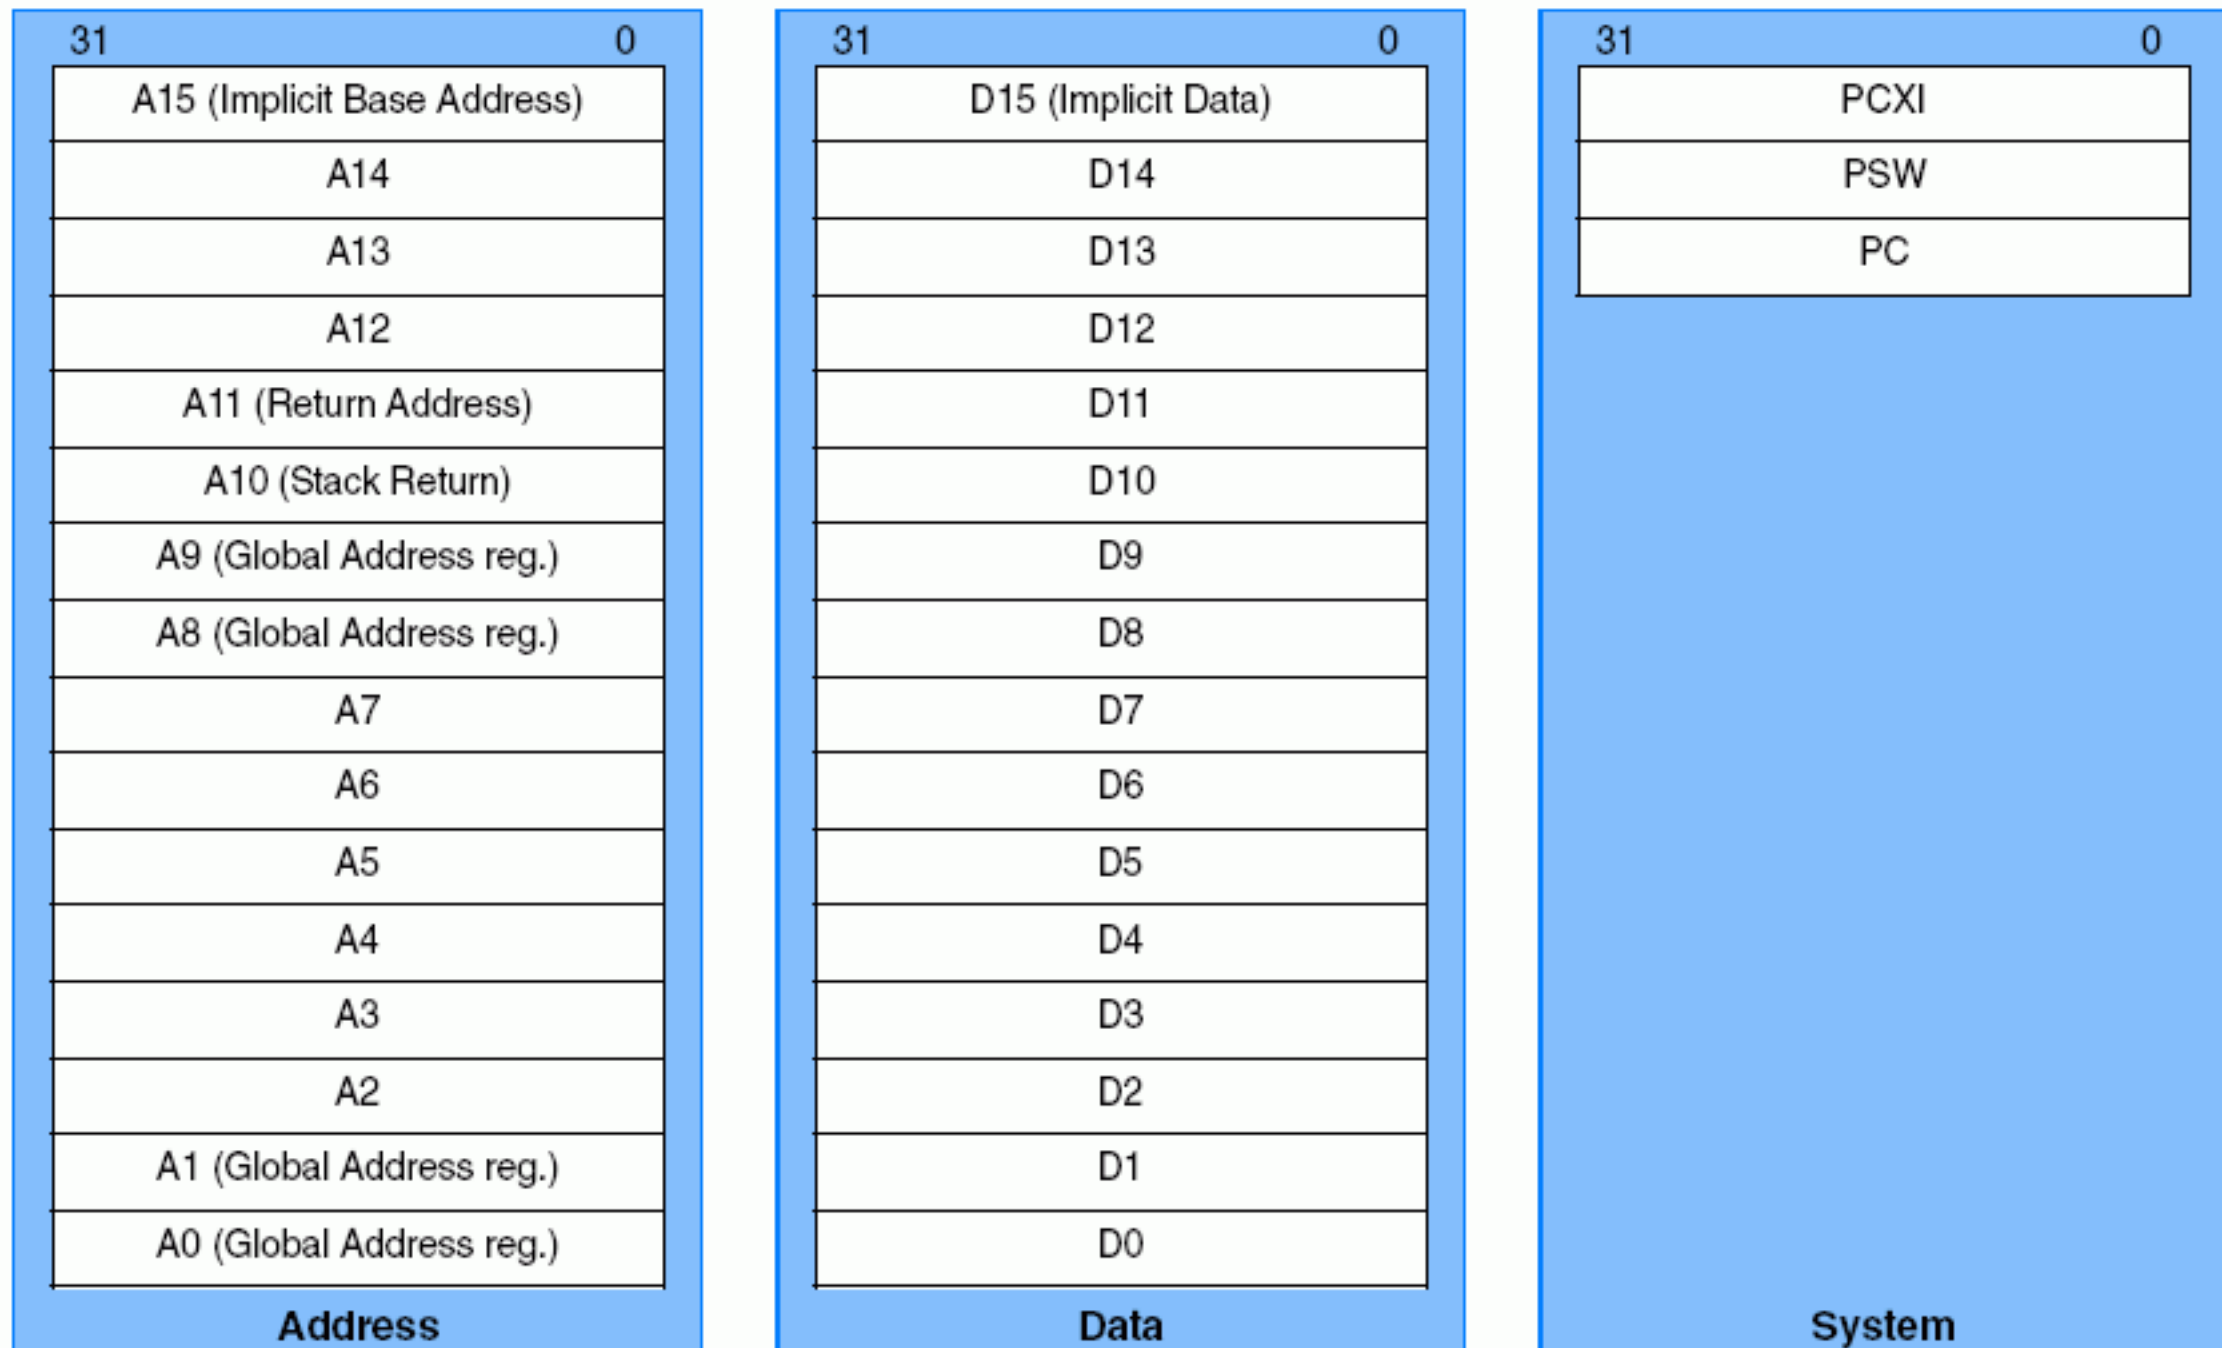 31 0
A15 (Implicit Base Address)
A14
A13
A12
A11 (Return Address)
A10 (Stack Return)
A9 (Global Address reg.)
A8 (Global Address reg.)
A7
A6
A5
A4
A3
A2
A1 (Global Address reg.)
A0 (Global Address reg.)
Address
31 0
D15 (Implicit Data)
D14
D13
D12
D11
D10
D9
D8
D7
D6
D5
D4
D3
D2
D1
D0
Data
31 0
PCXI
PSW
PC
System